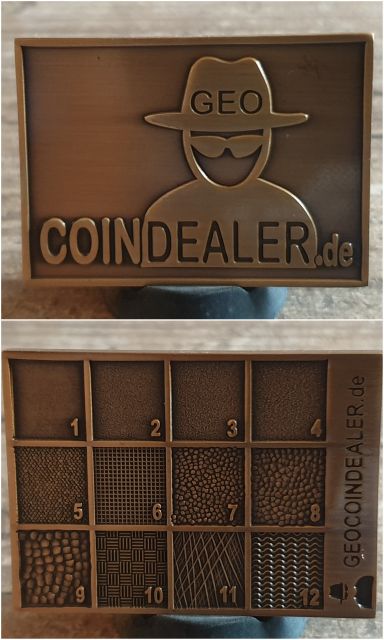 GEO
COINDEALER.de
1 2 3 4
5 6 7 8
9 10 11 12
GEOCOINDEALER.de